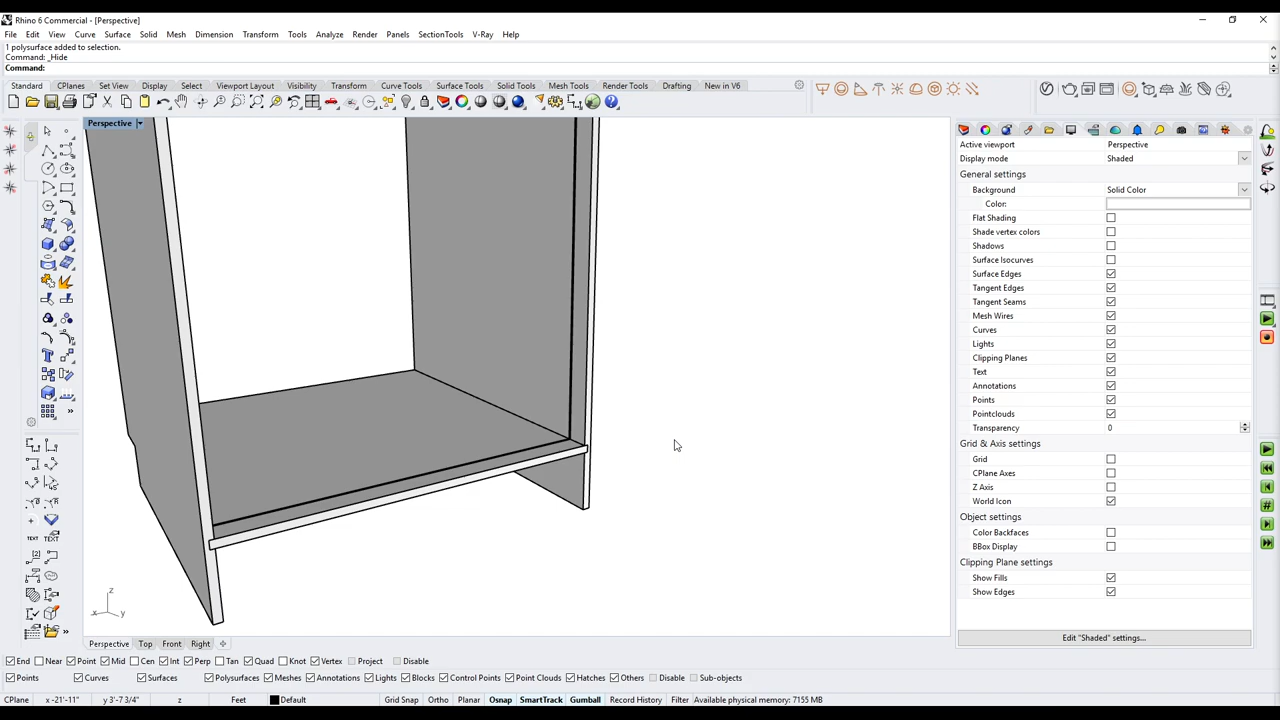 Rhino 6 Commercial - [Perspective]
File Edit View Curve Surface Solid Mesh Dimension Transform Tools Analyze Render Panels SectionTools V-Ray Help
1 polysurface added to selection.
Command: _Hide
Command:
Standard CPlanes Set View Display Select Viewport Layout Visibility Transform Curve Tools Surface Tools Solid Tools Mesh Tools Render Tools Drafting New in V6
Perspective
Active viewport Perspective
Display mode Shaded
General settings
Background Solid Color
Color:
Flat Shading
Shade vertex colors
Shadows
Surface Isocurves
Surface Edges
Tangent Edges
Tangent Seams
Mesh Wires
Curves
Lights
Clipping Planes
Text
Annotations
Points
Pointclouds
Transparency 0
Grid & Axis settings
Grid
CPlane Axes
Z Axis
World Icon
Object settings
Color Backfaces
BBox Display
Clipping Plane settings
Show Fills
Show Edges
Edit "Shaded" settings...
TEXT TEXT
z
x y
Perspective Top Front Right
End Near Point Mid Cen Int Perp Tan Quad Knot Vertex Project Disable
Points Curves Surfaces Polysurfaces Meshes Annotations Lights Blocks Control Points Point Clouds Hatches Others Disable Sub-objects
CPlane x -21'-11" y 3'-7 3/4" z Feet Default Grid Snap Ortho Planar Osnap SmartTrack Gumball Record History Filter Available physical memory: 7155 MB